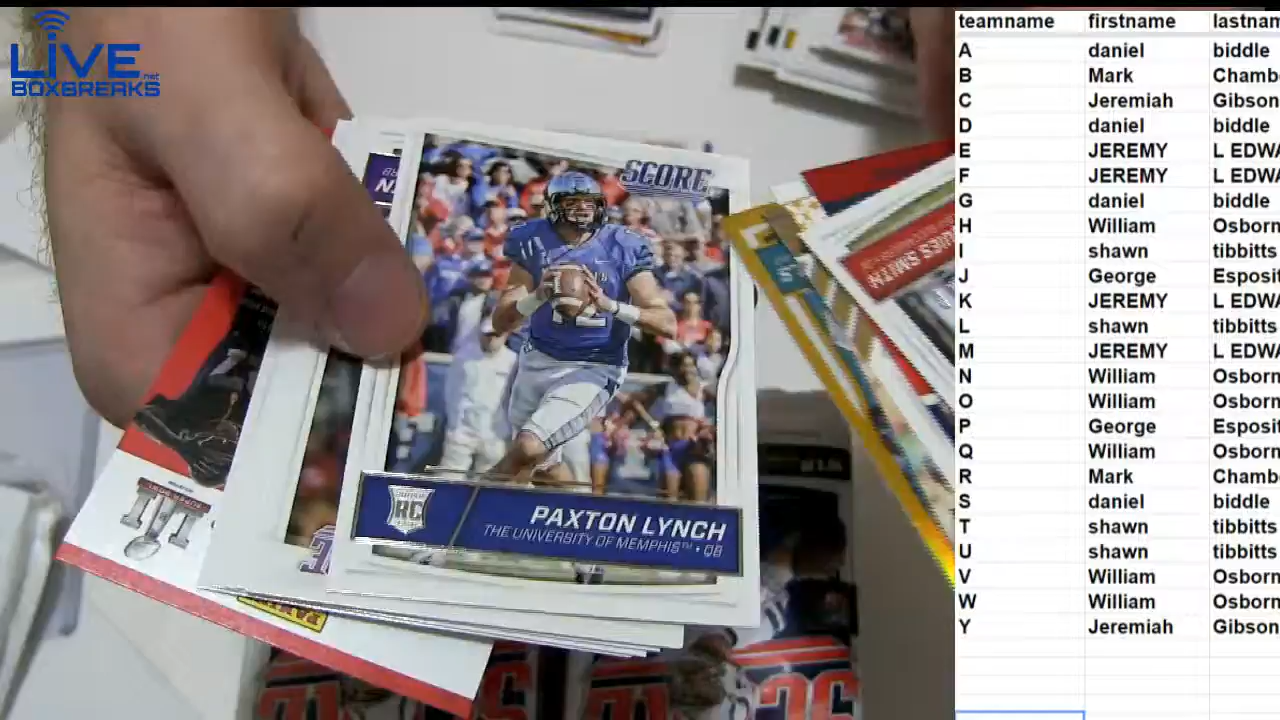 LIVE
.net
BOXBREAKS
SCORE
RC
PAXTON LYNCH
THE UNIVERSITY OF MEMPHIS™ • QB
teamname firstname lastnam
A daniel biddle
B Mark Chamb
C Jeremiah Gibson
D daniel biddle
E JEREMY L EDWA
F JEREMY L EDWA
G daniel biddle
H William Osborn
I shawn tibbitts
J George Esposit
K JEREMY L EDWA
L shawn tibbitts
M JEREMY L EDWA
N William Osborn
O William Osborn
P George Esposit
Q William Osborn
R Mark Chamb
S daniel biddle
T shawn tibbitts
U shawn tibbitts
V William Osborn
W William Osborn
Y Jeremiah Gibson